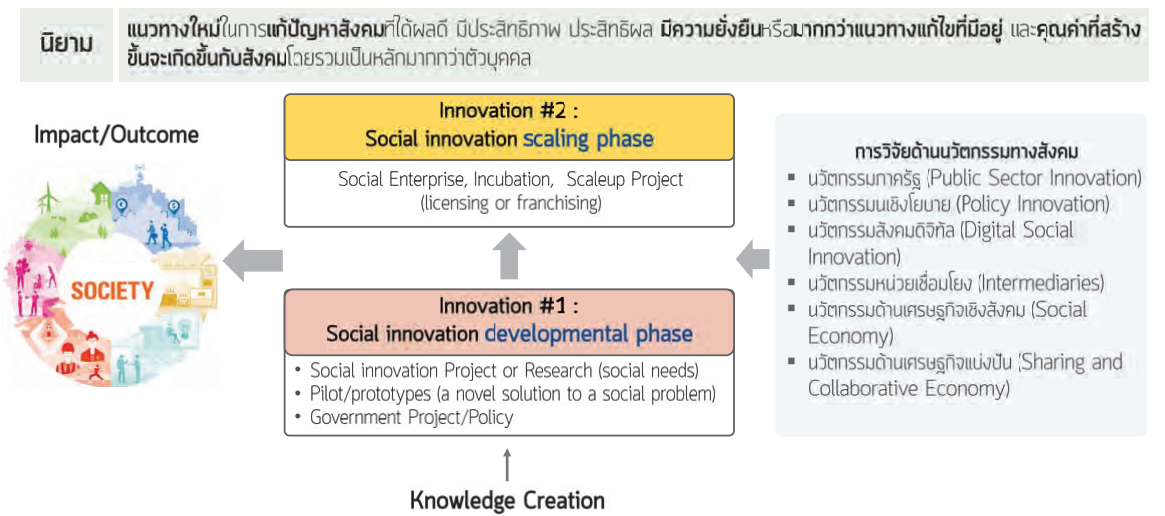 นิยาม
แนวทางใหม่ในการแก้ปัญหาสังคมที่ได้ผลดี มีประสิทธิภาพ ประสิทธิผล มีความยั่งยืนหรือมากกว่าแนวทางแก้ไขที่มีอยู่ และคุณค่าที่สร้าง
ขึ้นจะเกิดขึ้นกับสังคมโดยรวมเป็นหลักมากกว่าตัวบุคคล
Impact/Outcome
SOCIETY
Innovation #2 :
Social innovation scaling phase
Social Enterprise, Incubation, Scaleup Project
(licensing or franchising)
Innovation #1 :
Social innovation developmental phase
• Social innovation Project or Research (social needs)
• Pilot/prototypes (a novel solution to a social problem)
• Government Project/Policy
Knowledge Creation
การวิจัยด้านนวัตกรรมทางสังคม
▪ นวัตกรรมภาครัฐ (Public Sector Innovation)
▪ นวัตกรรมนเชิงโยบาย (Policy Innovation)
▪ นวัตกรรมสังคมดิจิทัล (Digital Social
Innovation)
▪ นวัตกรรมหน่วยเชื่อมโยง (Intermediaries)
▪ นวัตกรรมด้านเศรษฐกิจเชิงสังคม (Social
Economy)
▪ นวัตกรรมด้านเศรษฐกิจแบ่งปัน (Sharing and
Collaborative Economy)